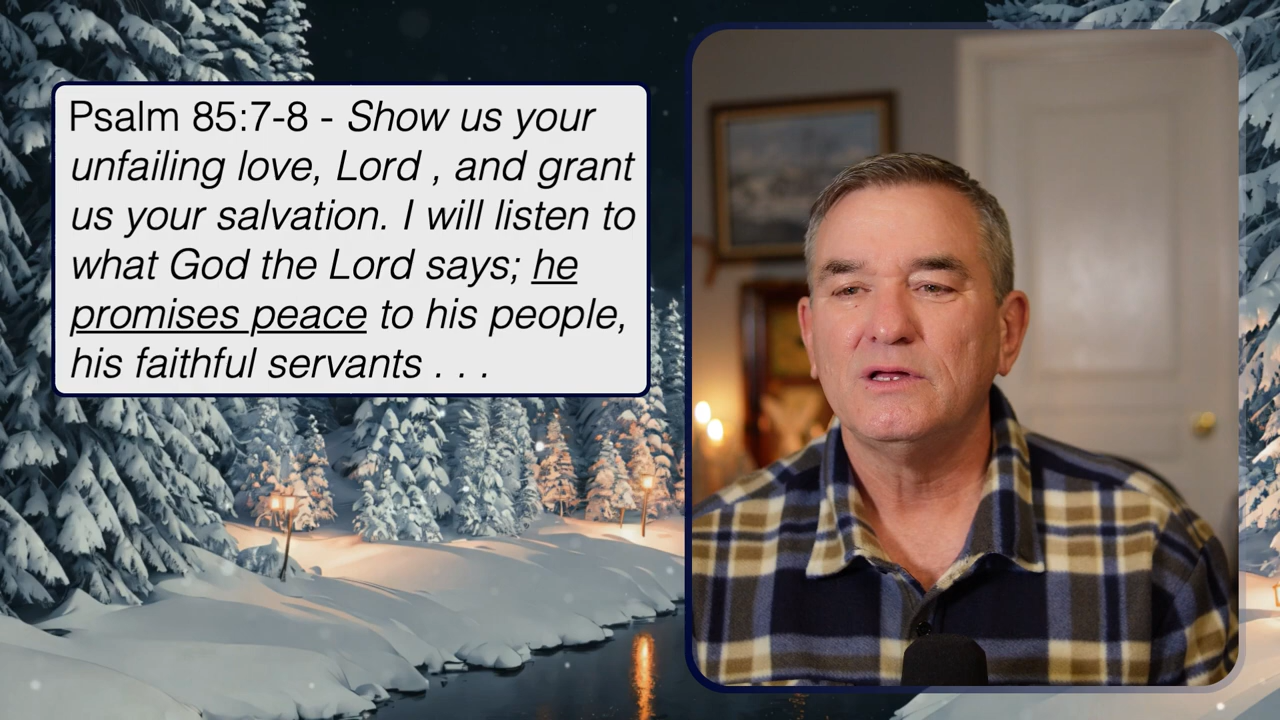 Psalm 85:7-8 - Show us your
unfailing love, Lord , and grant
us your salvation. I will listen to
what God the Lord says; he
promises peace to his people,
his faithful servants . . .